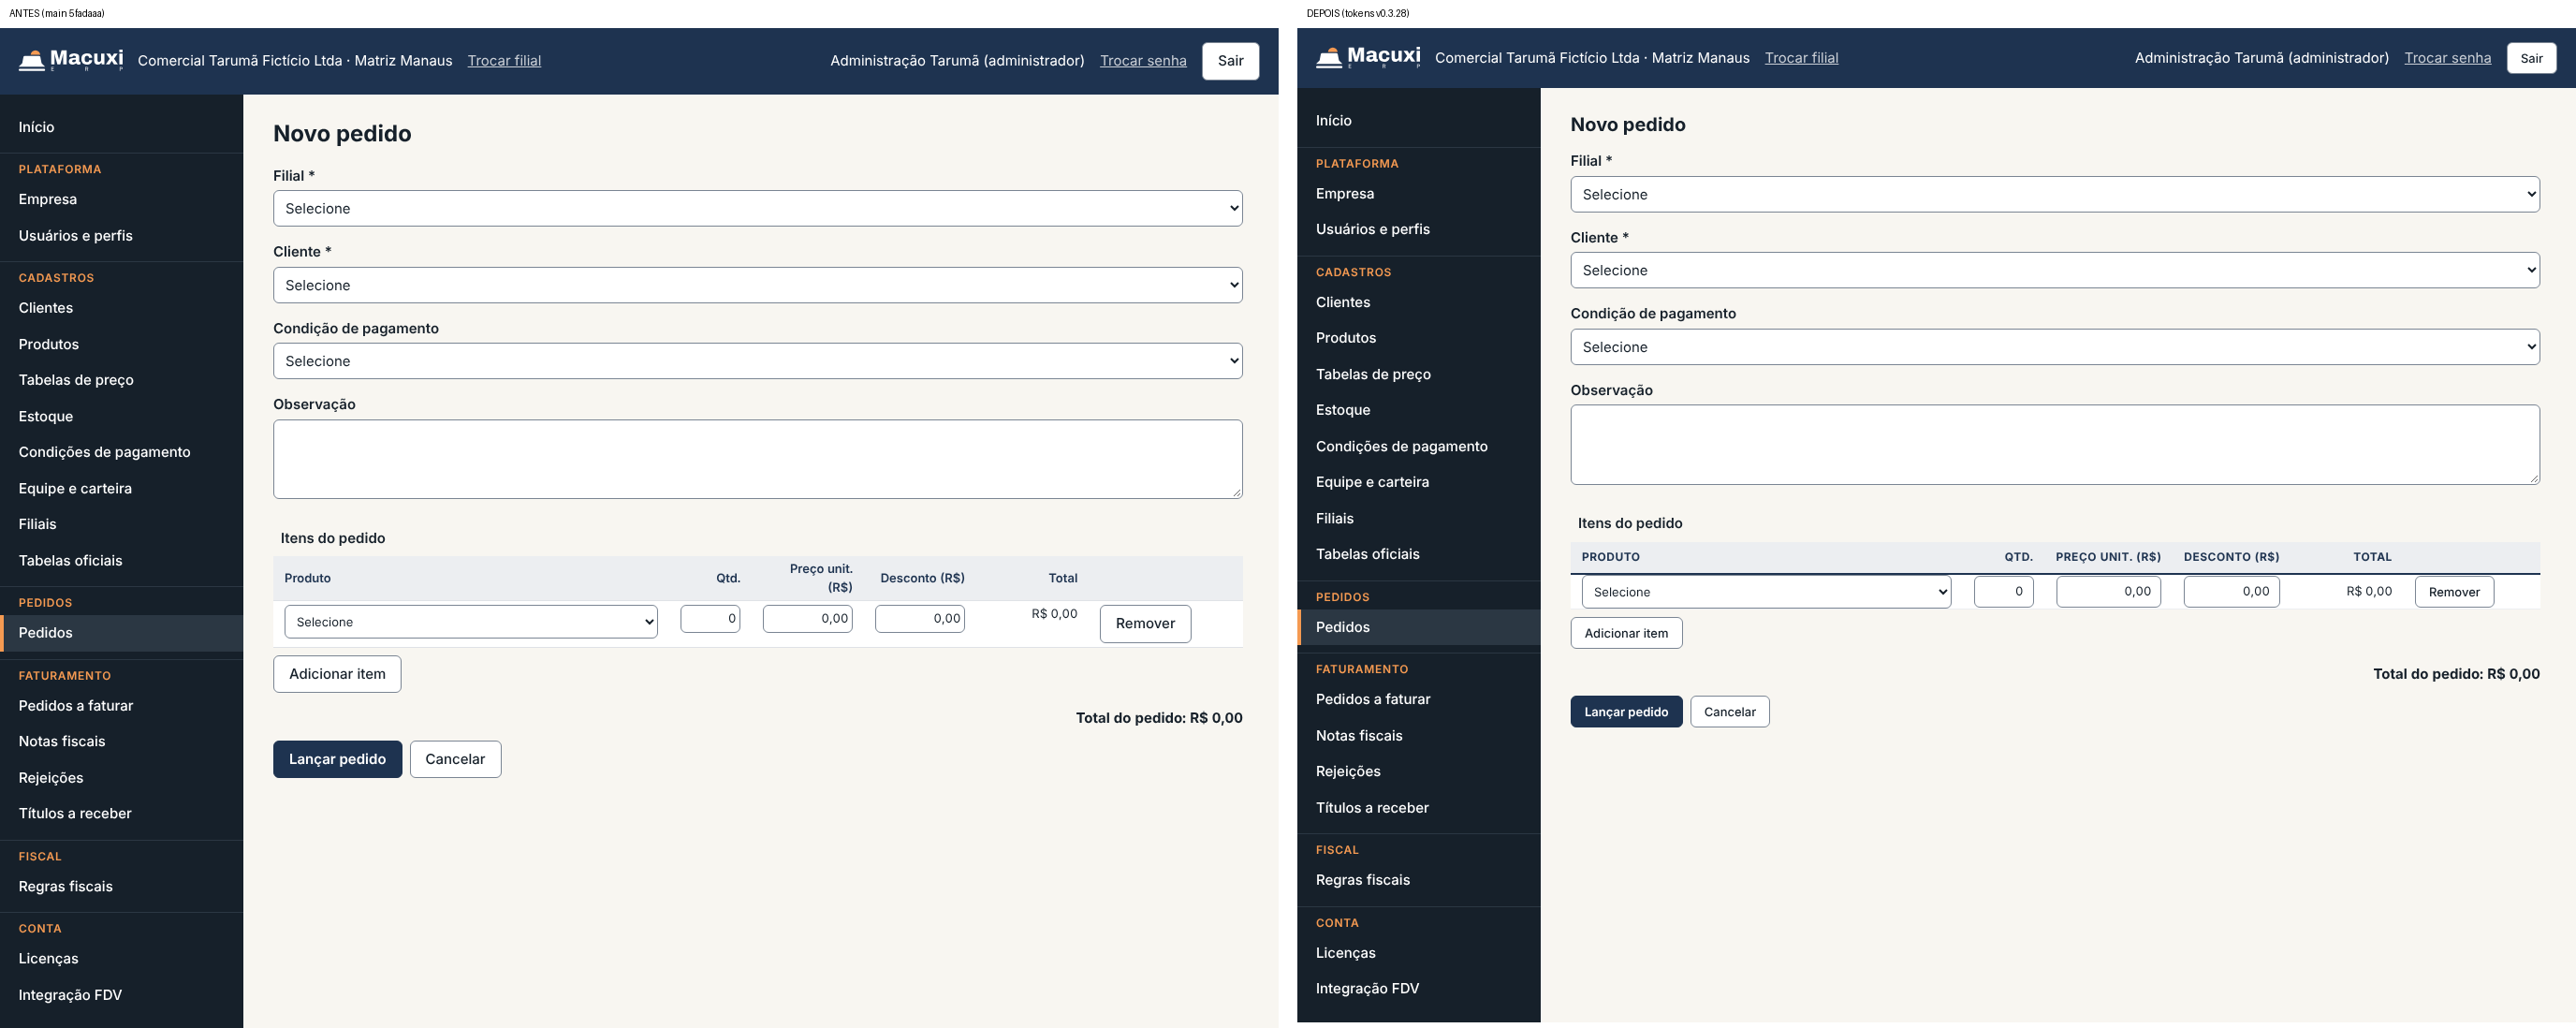 ANTES (main 5fadaaa)
Macuxi
E R P
Comercial Tarumã Fictício Ltda · Matriz Manaus Trocar filial
Administração Tarumã (administrador) Trocar senha Sair
Início
PLATAFORMA
Empresa
Usuários e perfis
CADASTROS
Clientes
Produtos
Tabelas de preço
Estoque
Condições de pagamento
Equipe e carteira
Filiais
Tabelas oficiais
PEDIDOS
Pedidos
FATURAMENTO
Pedidos a faturar
Notas fiscais
Rejeições
Títulos a receber
FISCAL
Regras fiscais
CONTA
Licenças
Integração FDV
Novo pedido
Filial *
Selecione
Cliente *
Selecione
Condição de pagamento
Selecione
Observação
Itens do pedido
Produto Qtd. Preço unit. (R$) Desconto (R$) Total
Selecione 0 0,00 0,00 R$ 0,00 Remover
Adicionar item
Total do pedido: R$ 0,00
Lançar pedido Cancelar
DEPOIS (tokens v0.3.28)
Macuxi
E R P
Comercial Tarumã Fictício Ltda · Matriz Manaus Trocar filial
Administração Tarumã (administrador) Trocar senha Sair
Início
PLATAFORMA
Empresa
Usuários e perfis
CADASTROS
Clientes
Produtos
Tabelas de preço
Estoque
Condições de pagamento
Equipe e carteira
Filiais
Tabelas oficiais
PEDIDOS
Pedidos
FATURAMENTO
Pedidos a faturar
Notas fiscais
Rejeições
Títulos a receber
FISCAL
Regras fiscais
CONTA
Licenças
Integração FDV
Novo pedido
Filial *
Selecione
Cliente *
Selecione
Condição de pagamento
Selecione
Observação
Itens do pedido
PRODUTO QTD. PREÇO UNIT. (R$) DESCONTO (R$) TOTAL
Selecione 0 0,00 0,00 R$ 0,00 Remover
Adicionar item
Total do pedido: R$ 0,00
Lançar pedido Cancelar